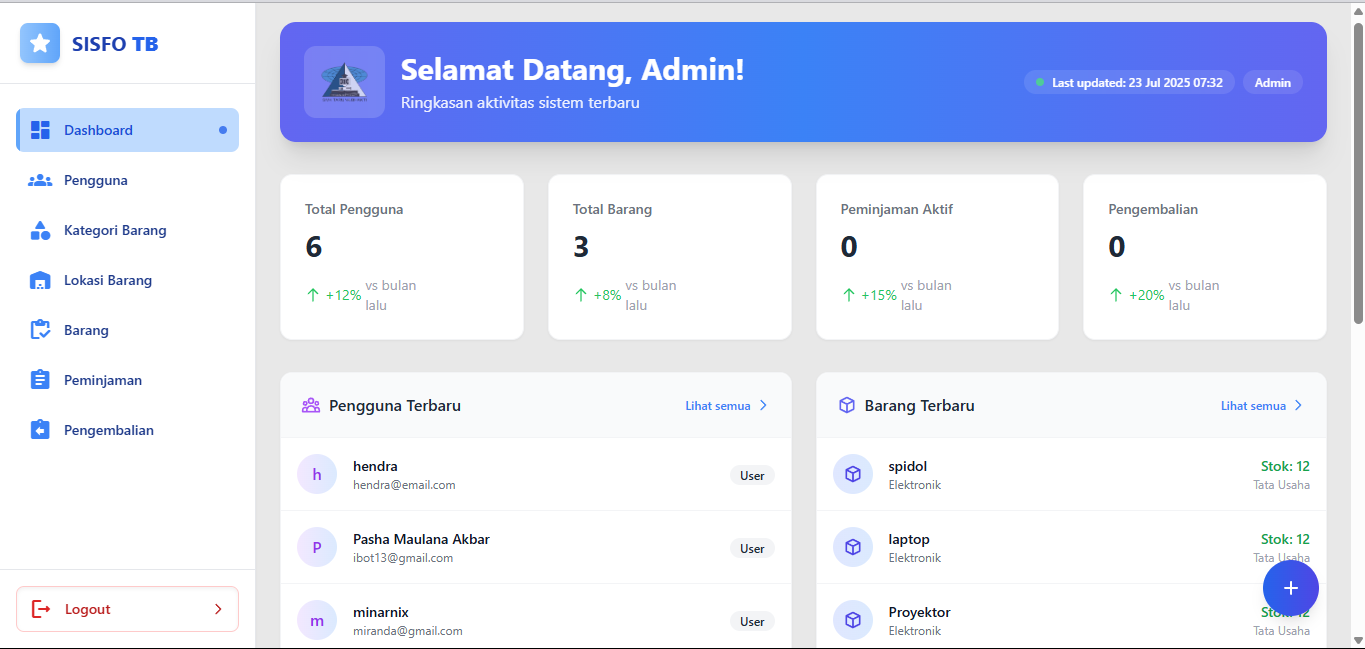 SISFO TB
Dashboard
Pengguna
Kategori Barang
Lokasi Barang
Barang
Peminjaman
Pengembalian
Logout
Selamat Datang, Admin!
Ringkasan aktivitas sistem terbaru
Last updated: 23 Jul 2025 07:32
Admin
Total Pengguna
6
+12% vs bulan
lalu
Total Barang
3
+8% vs bulan
lalu
Peminjaman Aktif
0
+15% vs bulan
lalu
Pengembalian
0
+20% vs bulan
lalu
Pengguna Terbaru
Lihat semua
h
hendra
hendra@email.com
User
P
Pasha Maulana Akbar
ibot13@gmail.com
User
m
minarnix
miranda@gmail.com
User
Barang Terbaru
Lihat semua
spidol
Elektronik
Stok: 12
Tata Usaha
laptop
Elektronik
Stok: 12
Tata Usaha
Proyektor
Elektronik
Stok: 12
Tata Usaha